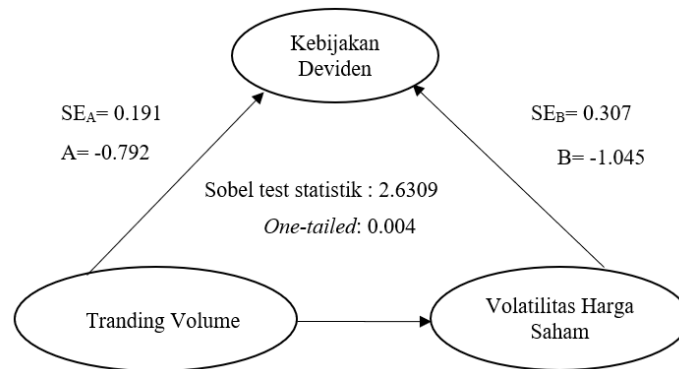 Kebijakan
Deviden
SEA= 0.191
A= -0.792
SEB= 0.307
B= -1.045
Sobel test statistik : 2.6309
One-tailed: 0.004
Tranding Volume
Volatilitas Harga
Saham